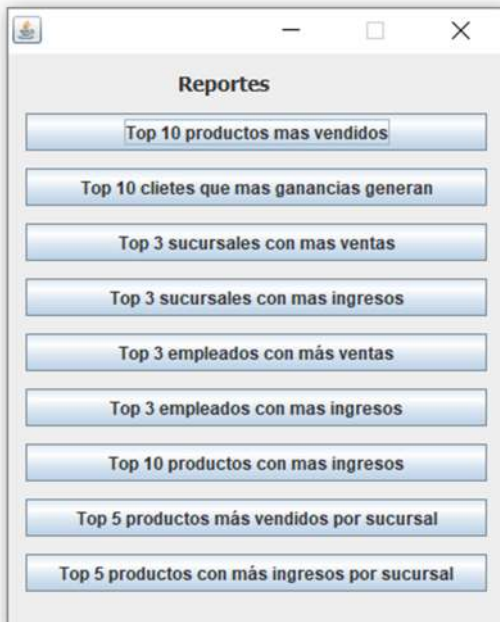 Reportes
Top 10 productos mas vendidos
Top 10 clietes que mas ganancias generan
Top 3 sucursales con mas ventas
Top 3 sucursales con mas ingresos
Top 3 empleados con más ventas
Top 3 empleados con mas ingresos
Top 10 productos con mas ingresos
Top 5 productos más vendidos por sucursal
Top 5 productos con más ingresos por sucursal